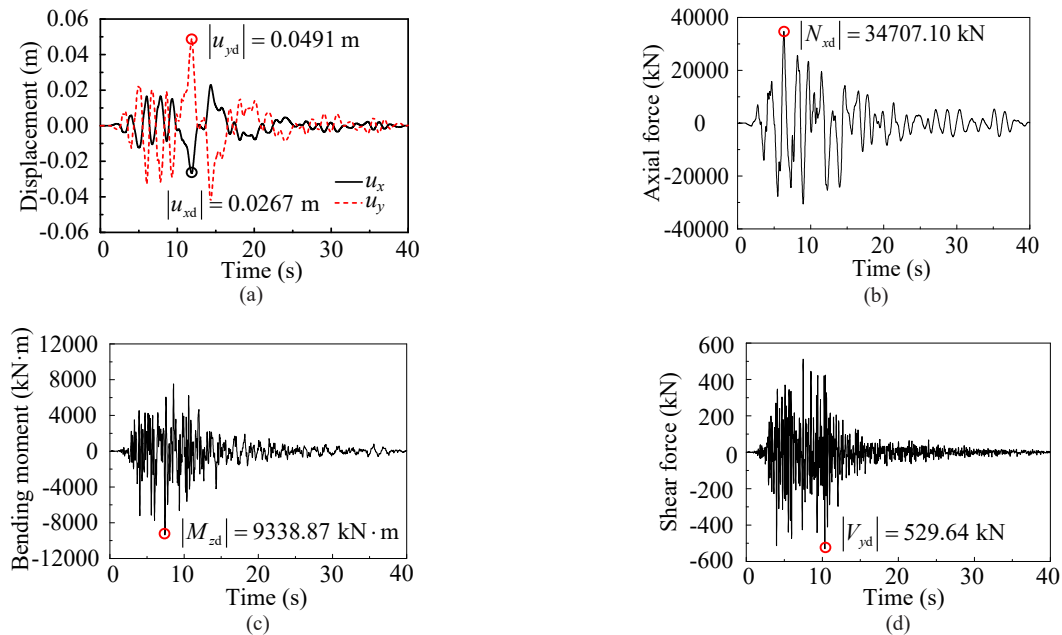 0.06
0.04
0.02
0.00
-0.02
-0.04
-0.06
Displacement (m)
|u_yd| = 0.0491 m
|u_xd| = 0.0267 m
u_x
u_y
0 10 20 30 40
Time (s)
(a)
40000
20000
0
-20000
-40000
Axial force (kN)
|N_xd| = 34707.10 kN
0 10 20 30 40
Time (s)
(b)
12000
8000
4000
0
-4000
-8000
-12000
Bending moment (kN·m)
|M_zd| = 9338.87 kN·m
0 10 20 30 40
Time (s)
(c)
600
400
200
0
-200
-400
-600
Shear force (kN)
|V_yd| = 529.64 kN
0 10 20 30 40
Time (s)
(d)